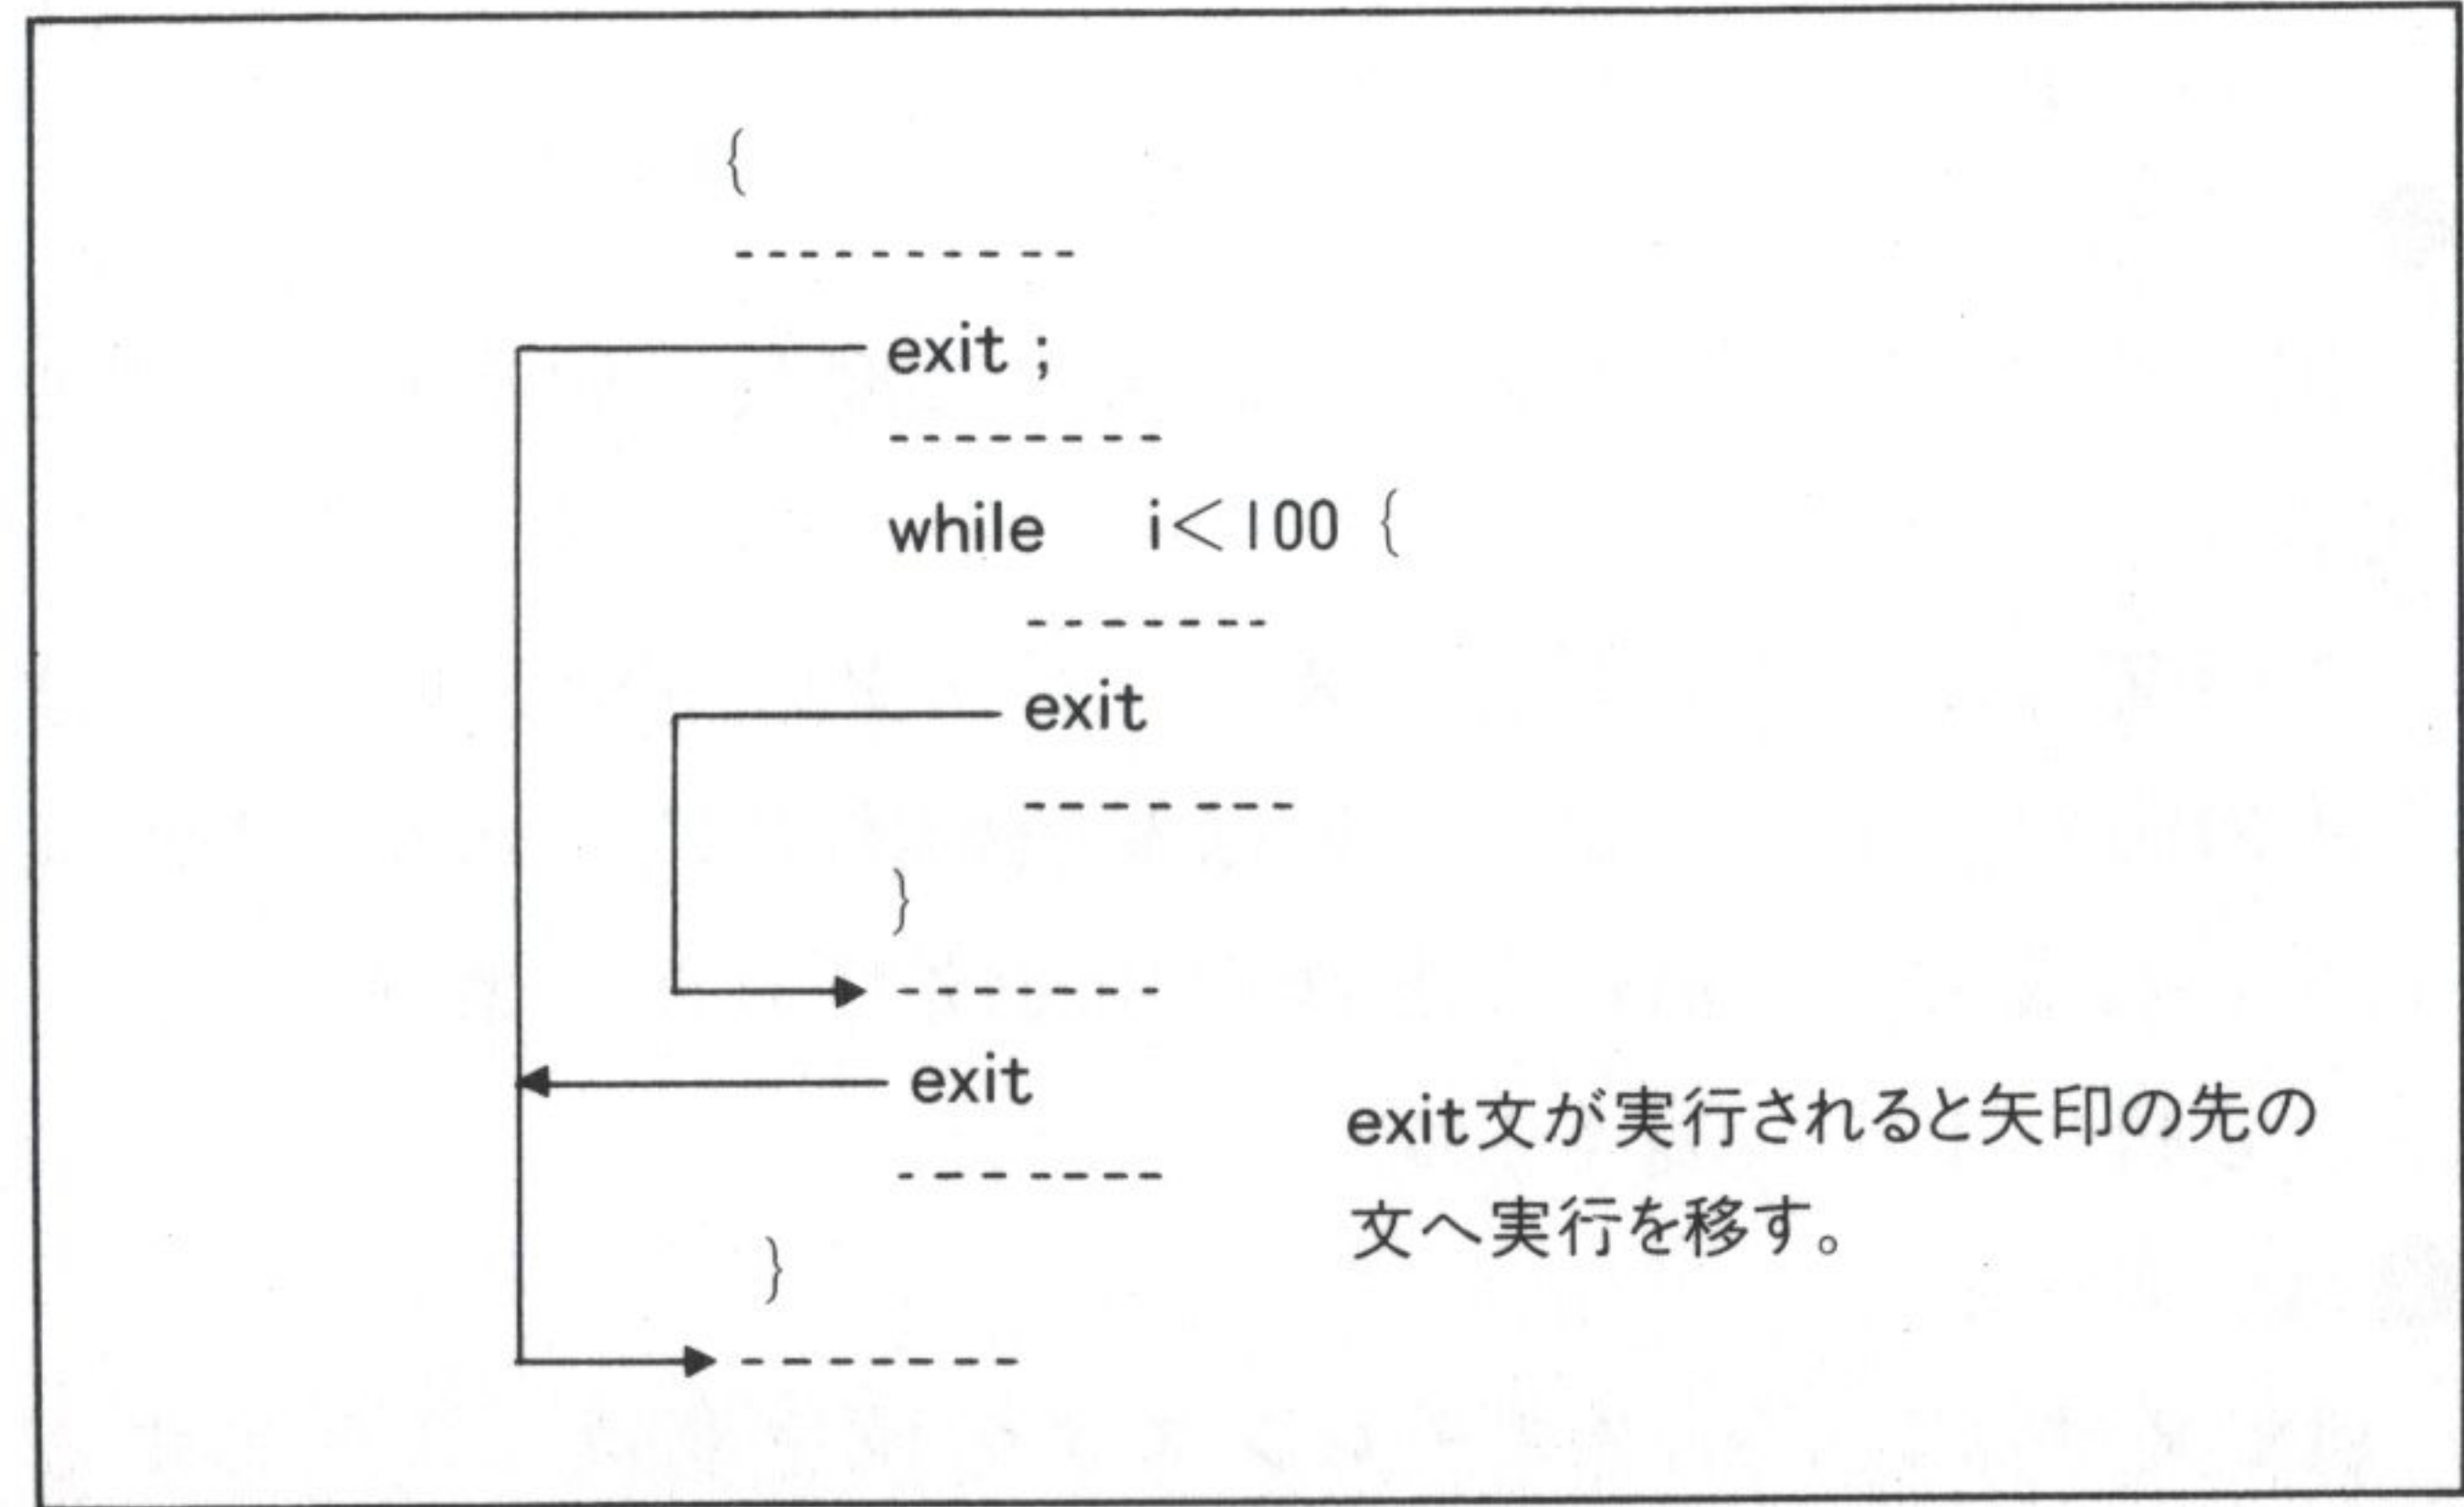 {
----------
exit ;
--------
while i<100 {
-------
exit
-------
}
-------
exit
exit文が実行されると矢印の先の
-------
文へ実行を移す。
}
-------